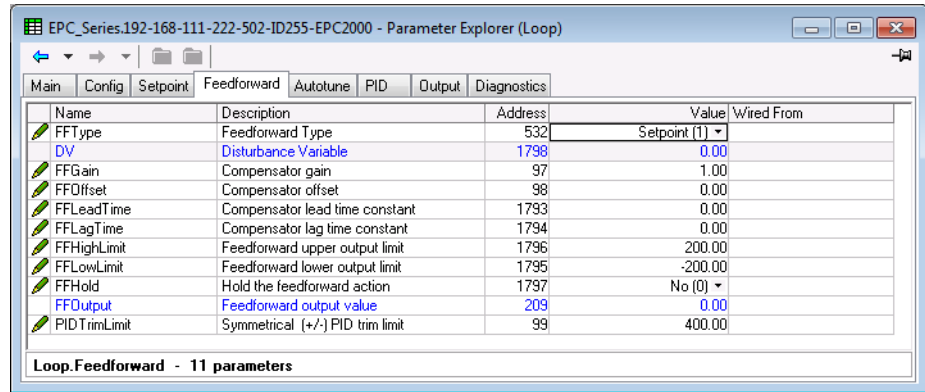 EPC_Series.192-168-111-222-502-ID255-EPC2000 - Parameter Explorer (Loop)
Main Config Setpoint Feedforward Autotune PID Output Diagnostics
Name Description Address Value Wired From
FFType Feedforward Type 532 Setpoint (1)
DV Disturbance Variable 1798 0.00
FFGain Compensator gain 97 1.00
FFOffset Compensator offset 98 0.00
FFLeadTime Compensator lead time constant 1793 0.00
FFLagTime Compensator lag time constant 1794 0.00
FFHighLimit Feedforward upper output limit 1796 200.00
FFLowLimit Feedforward lower output limit 1795 -200.00
FFHold Hold the feedforward action 1797 No (0)
FFOutput Feedforward output value 209 0.00
PIDTrimLimit Symmetrical (+/-) PID trim limit 99 400.00
Loop.Feedforward - 11 parameters